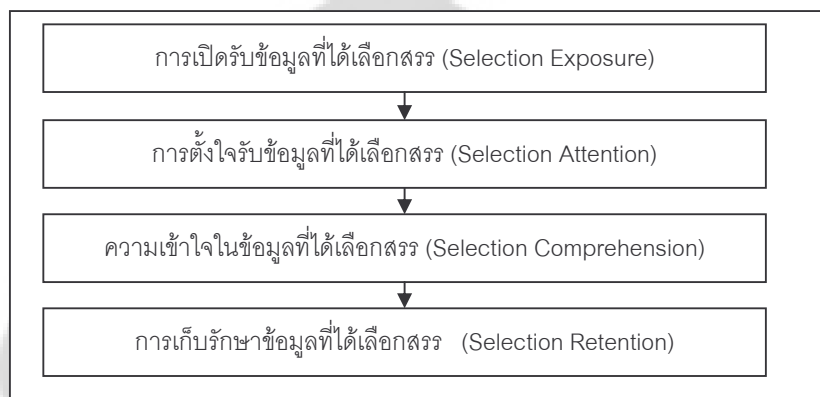 การเปิดรับข้อมูลที่ได้เลือกสรร (Selection Exposure)
การตั้งใจรับข้อมูลที่ได้เลือกสรร (Selection Attention)
ความเข้าใจในข้อมูลที่ได้เลือกสรร (Selection Comprehension)
การเก็บรักษาข้อมูลที่ได้เลือกสรร (Selection Retention)